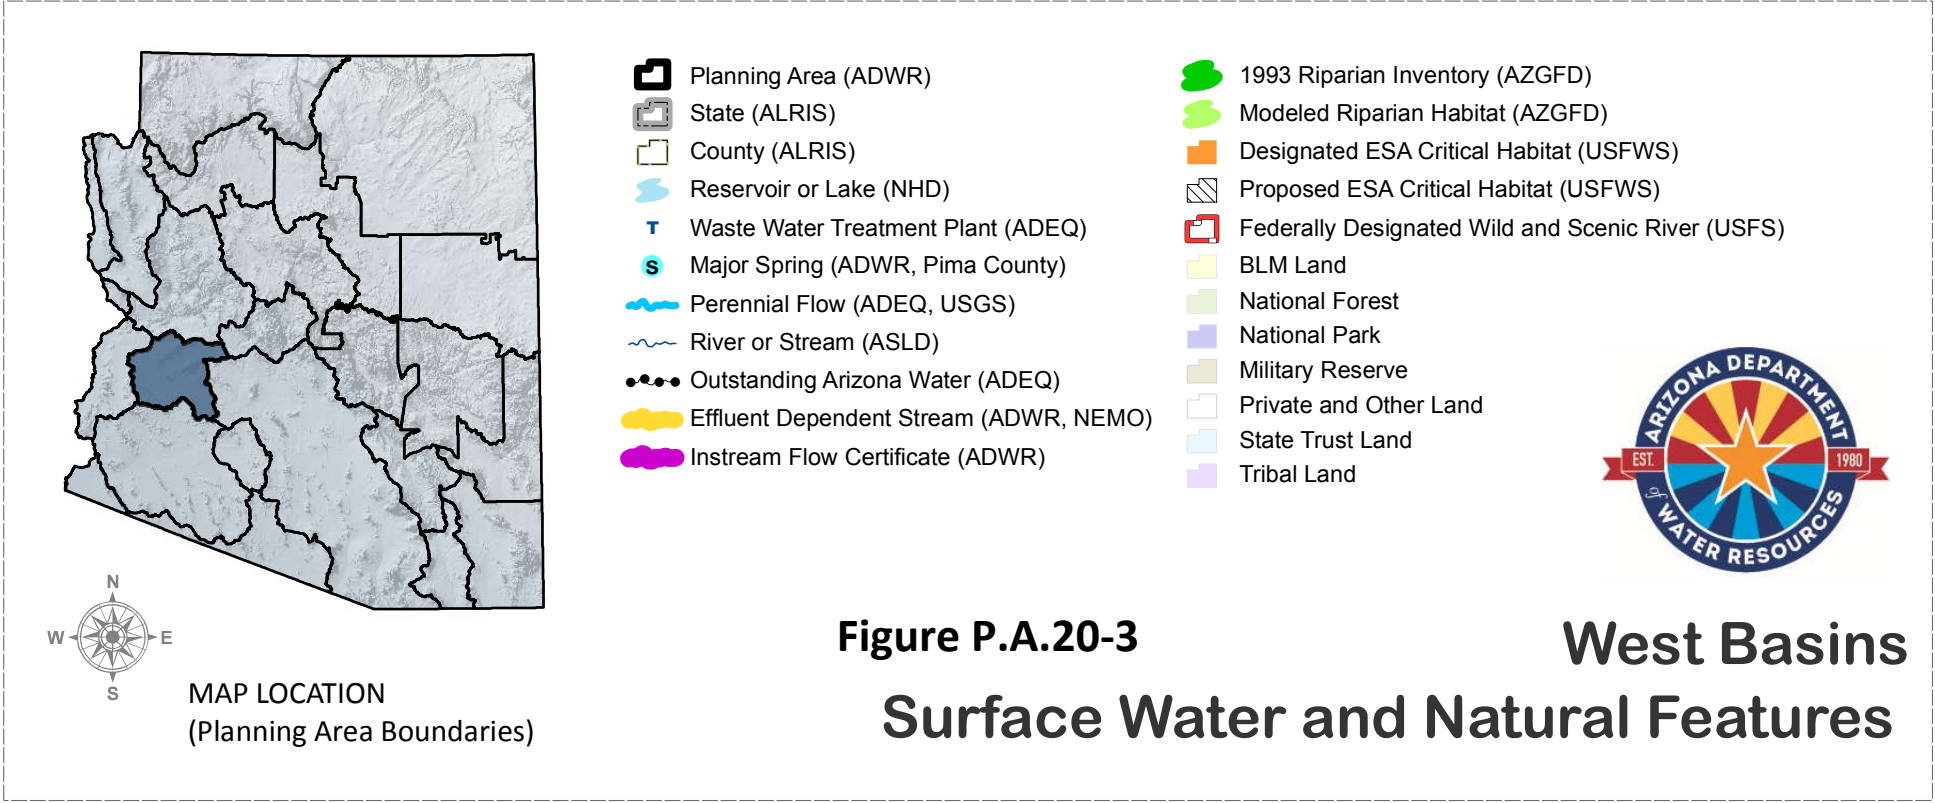 Planning Area (ADWR)
State (ALRIS)
County (ALRIS)
Reservoir or Lake (NHD)
T Waste Water Treatment Plant (ADEQ)
S Major Spring (ADWR, Pima County)
Perennial Flow (ADEQ, USGS)
River or Stream (ASLD)
Outstanding Arizona Water (ADEQ)
Effluent Dependent Stream (ADWR, NEMO)
Instream Flow Certificate (ADWR)
1993 Riparian Inventory (AZGFD)
Modeled Riparian Habitat (AZGFD)
Designated ESA Critical Habitat (USFWS)
Proposed ESA Critical Habitat (USFWS)
Federally Designated Wild and Scenic River (USFS)
BLM Land
National Forest
National Park
Military Reserve
Private and Other Land
State Trust Land
Tribal Land
ARIZONA DEPARTMENT
of WATER RESOURCES
EST. 1980
N
W E
S
MAP LOCATION
(Planning Area Boundaries)
Figure P.A.20-3
West Basins
Surface Water and Natural Features